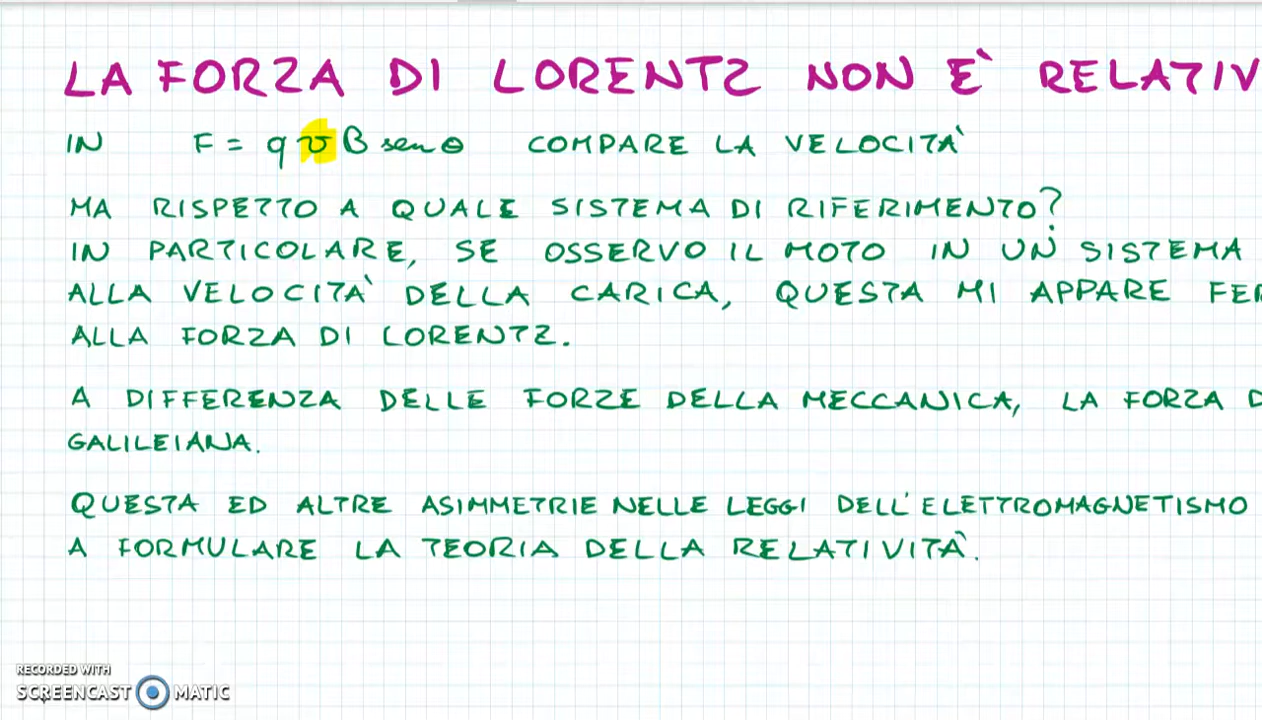 LA FORZA DI LORENTZ NON È RELATIV
IN F = q v B sen θ COMPARE LA VELOCITÀ
MA RISPETTO A QUALE SISTEMA DI RIFERIMENTO?
IN PARTICOLARE, SE OSSERVO IL MOTO IN UN SISTEMA
ALLA VELOCITÀ DELLA CARICA, QUESTA MI APPARE FER
ALLA FORZA DI LORENTZ.
A DIFFERENZA DELLE FORZE DELLA MECCANICA, LA FORZA D
GALILEIANA.
QUESTA ED ALTRE ASIMMETRIE NELLE LEGGI DELL'ELETTROMAGNETISMO
A FORMULARE LA TEORIA DELLA RELATIVITÀ.
RECORDED WITH
SCREENCAST MATIC